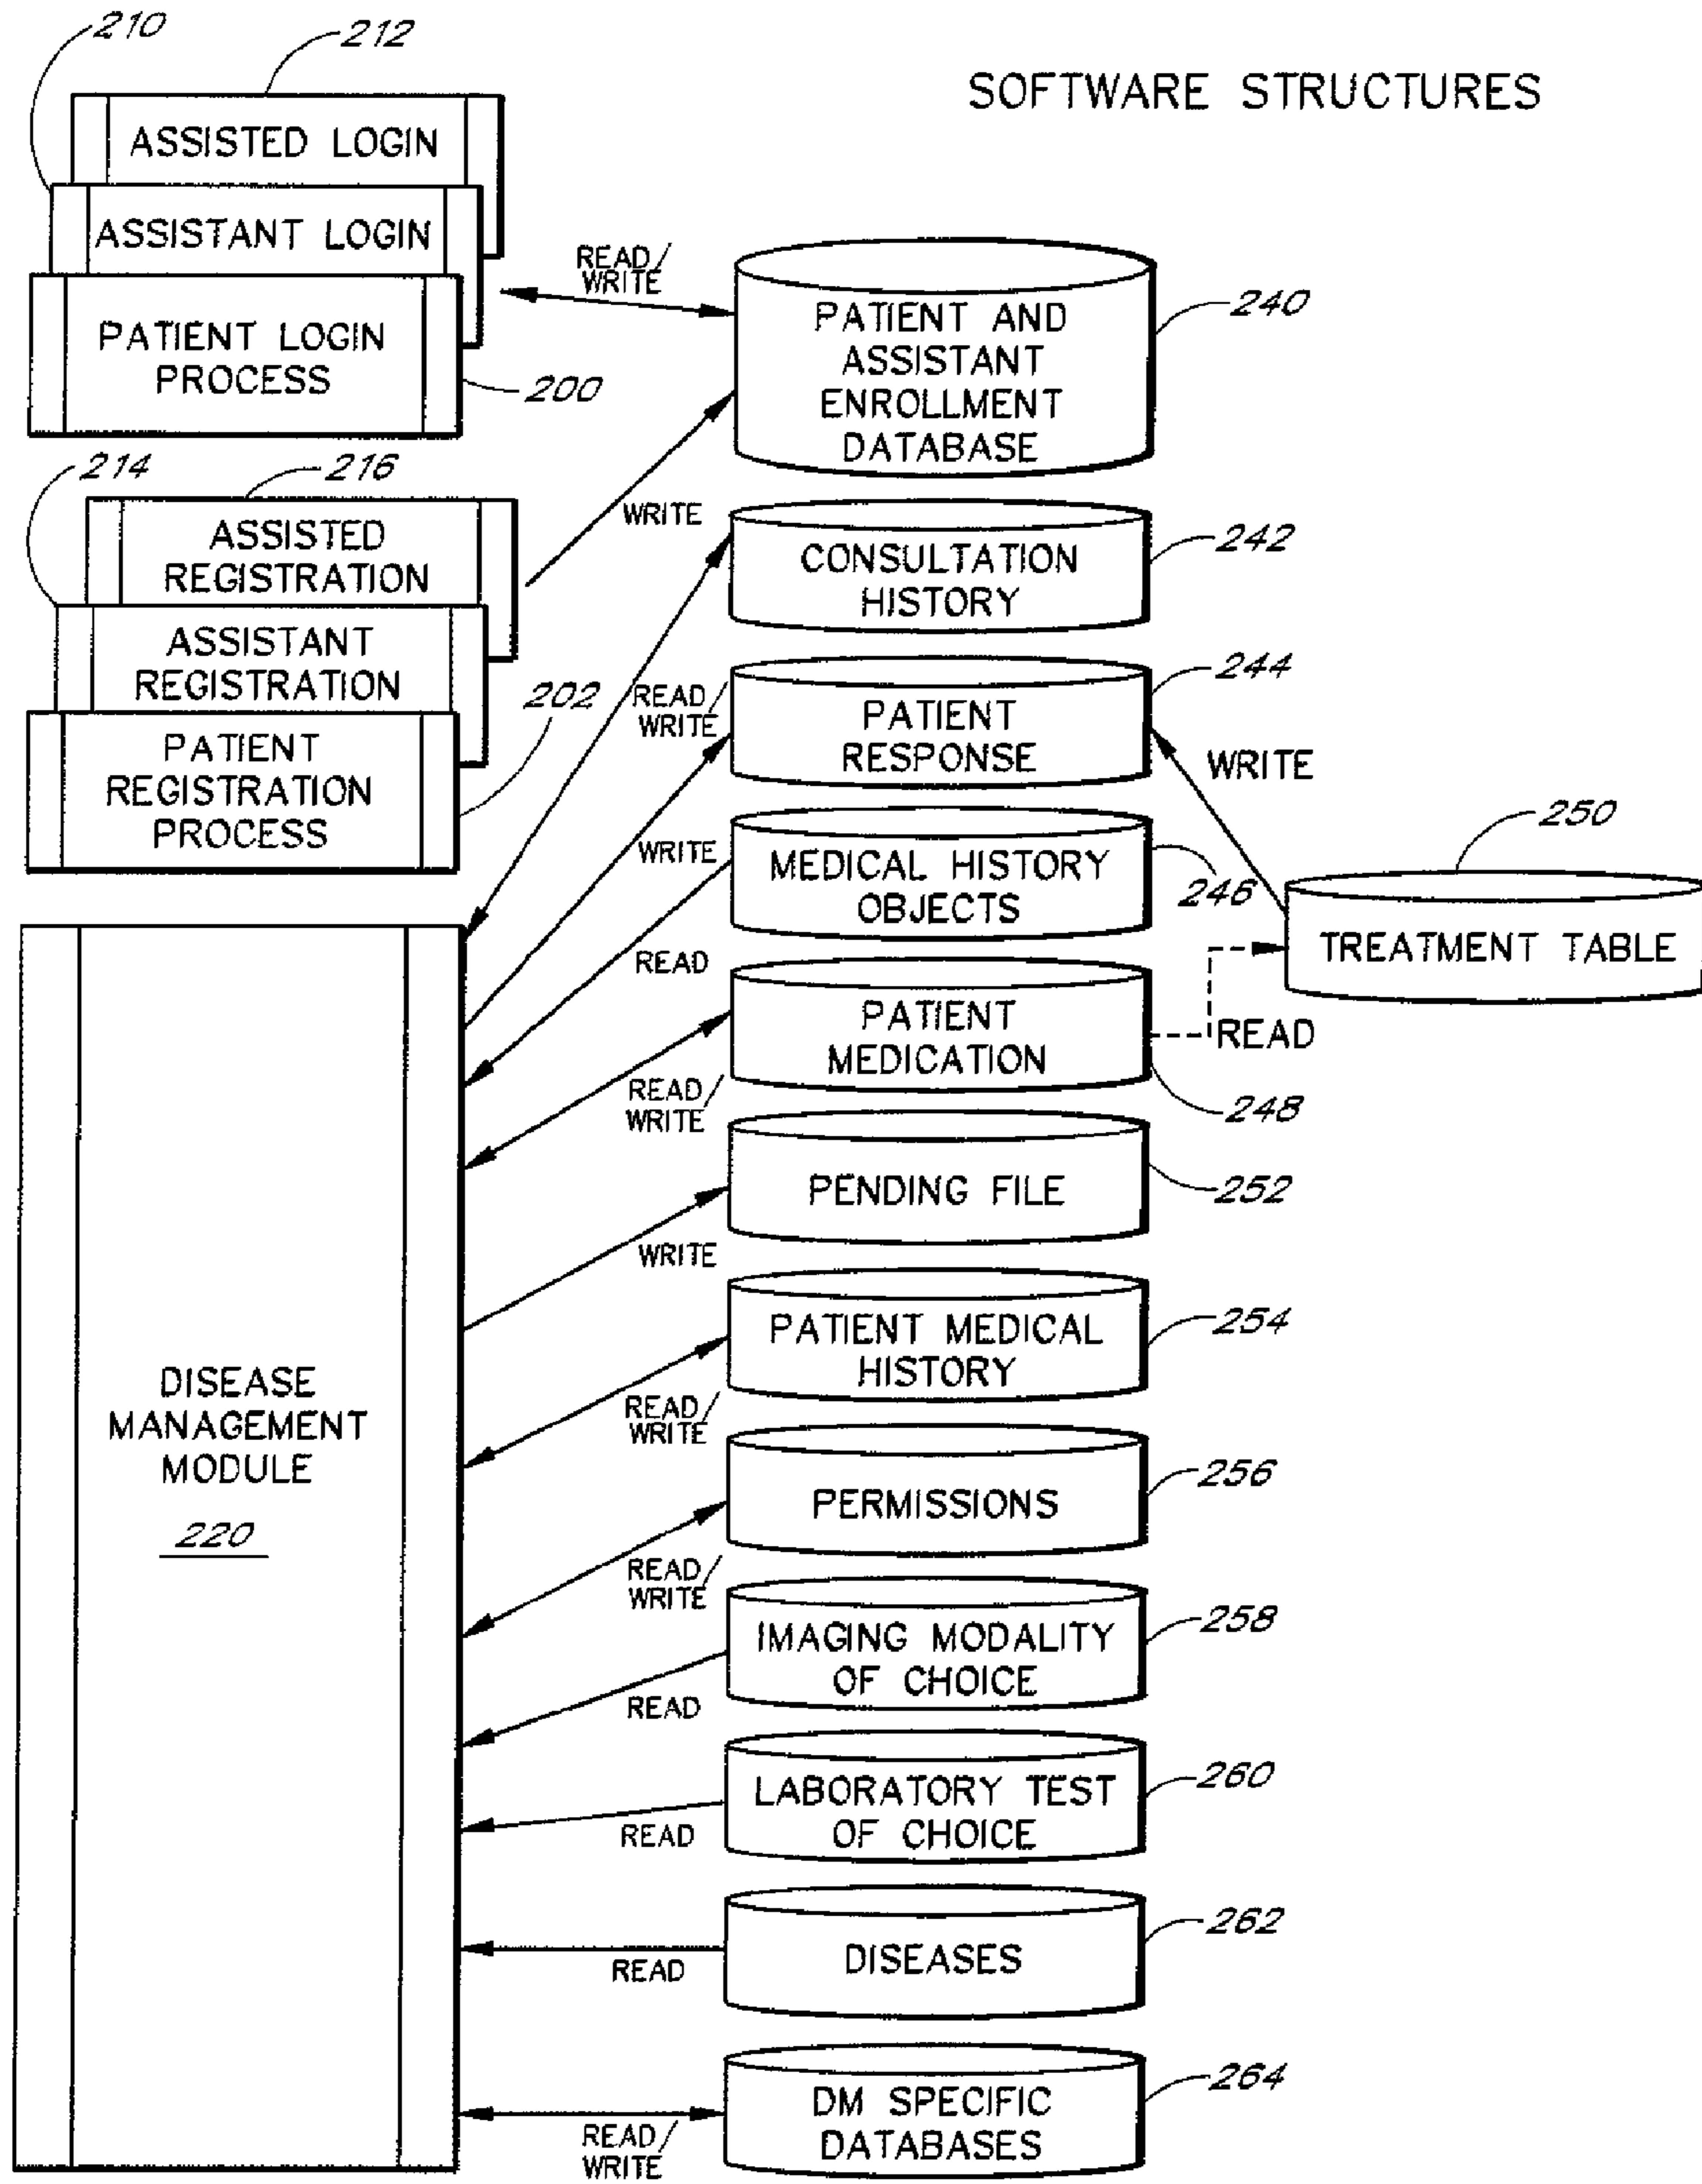 210
212
SOFTWARE STRUCTURES
ASSISTED LOGIN
ASSISTANT LOGIN
PATIENT LOGIN
PROCESS
200
READ/
WRITE
PATIENT AND
ASSISTANT
ENROLLMENT
DATABASE
240
214
216
ASSISTED
REGISTRATION
ASSISTANT
REGISTRATION
PATIENT
REGISTRATION
PROCESS
202
WRITE
CONSULTATION
HISTORY
242
READ/
WRITE
PATIENT
RESPONSE
244
WRITE
WRITE
MEDICAL HISTORY
OBJECTS
246
250
TREATMENT TABLE
READ
PATIENT
MEDICATION
READ
248
READ/
WRITE
PENDING FILE
252
WRITE
PATIENT MEDICAL
HISTORY
254
DISEASE
MANAGEMENT
MODULE
220
READ/
WRITE
PERMISSIONS
256
READ/
WRITE
IMAGING MODALITY
OF CHOICE
258
READ
LABORATORY TEST
OF CHOICE
260
READ
DISEASES
262
READ
DM SPECIFIC
DATABASES
264
READ/
WRITE